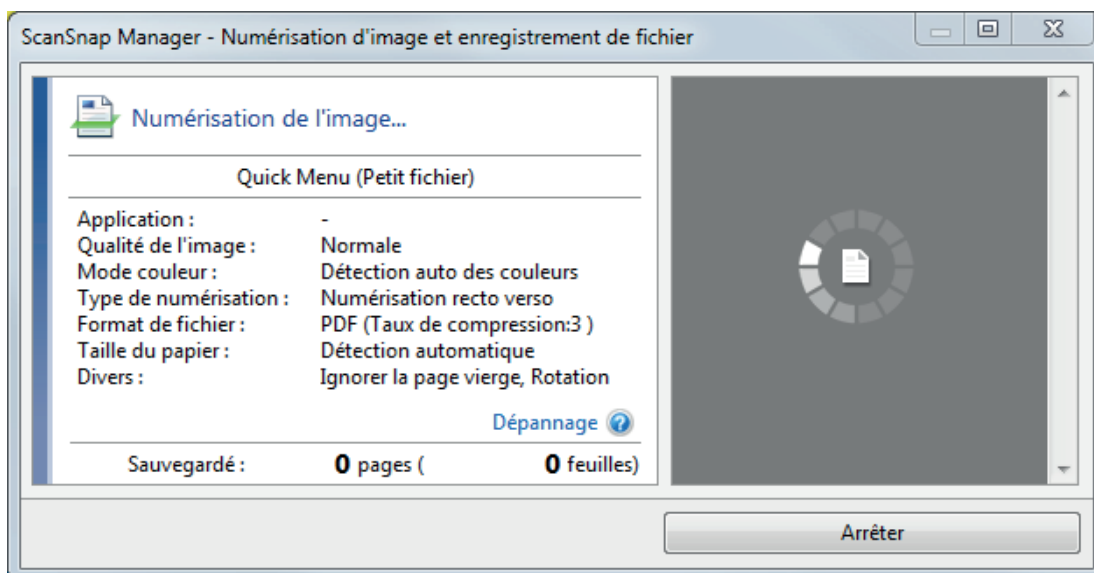 ScanSnap Manager - Numérisation d'image et enregistrement de fichier
Numérisation de l'image...
Quick Menu (Petit fichier)
Application : -
Qualité de l'image : Normale
Mode couleur : Détection auto des couleurs
Type de numérisation : Numérisation recto verso
Format de fichier : PDF (Taux de compression:3 )
Taille du papier : Détection automatique
Divers : Ignorer la page vierge, Rotation
Dépannage ?
Sauvegardé : 0 pages ( 0 feuilles)
Arrêter